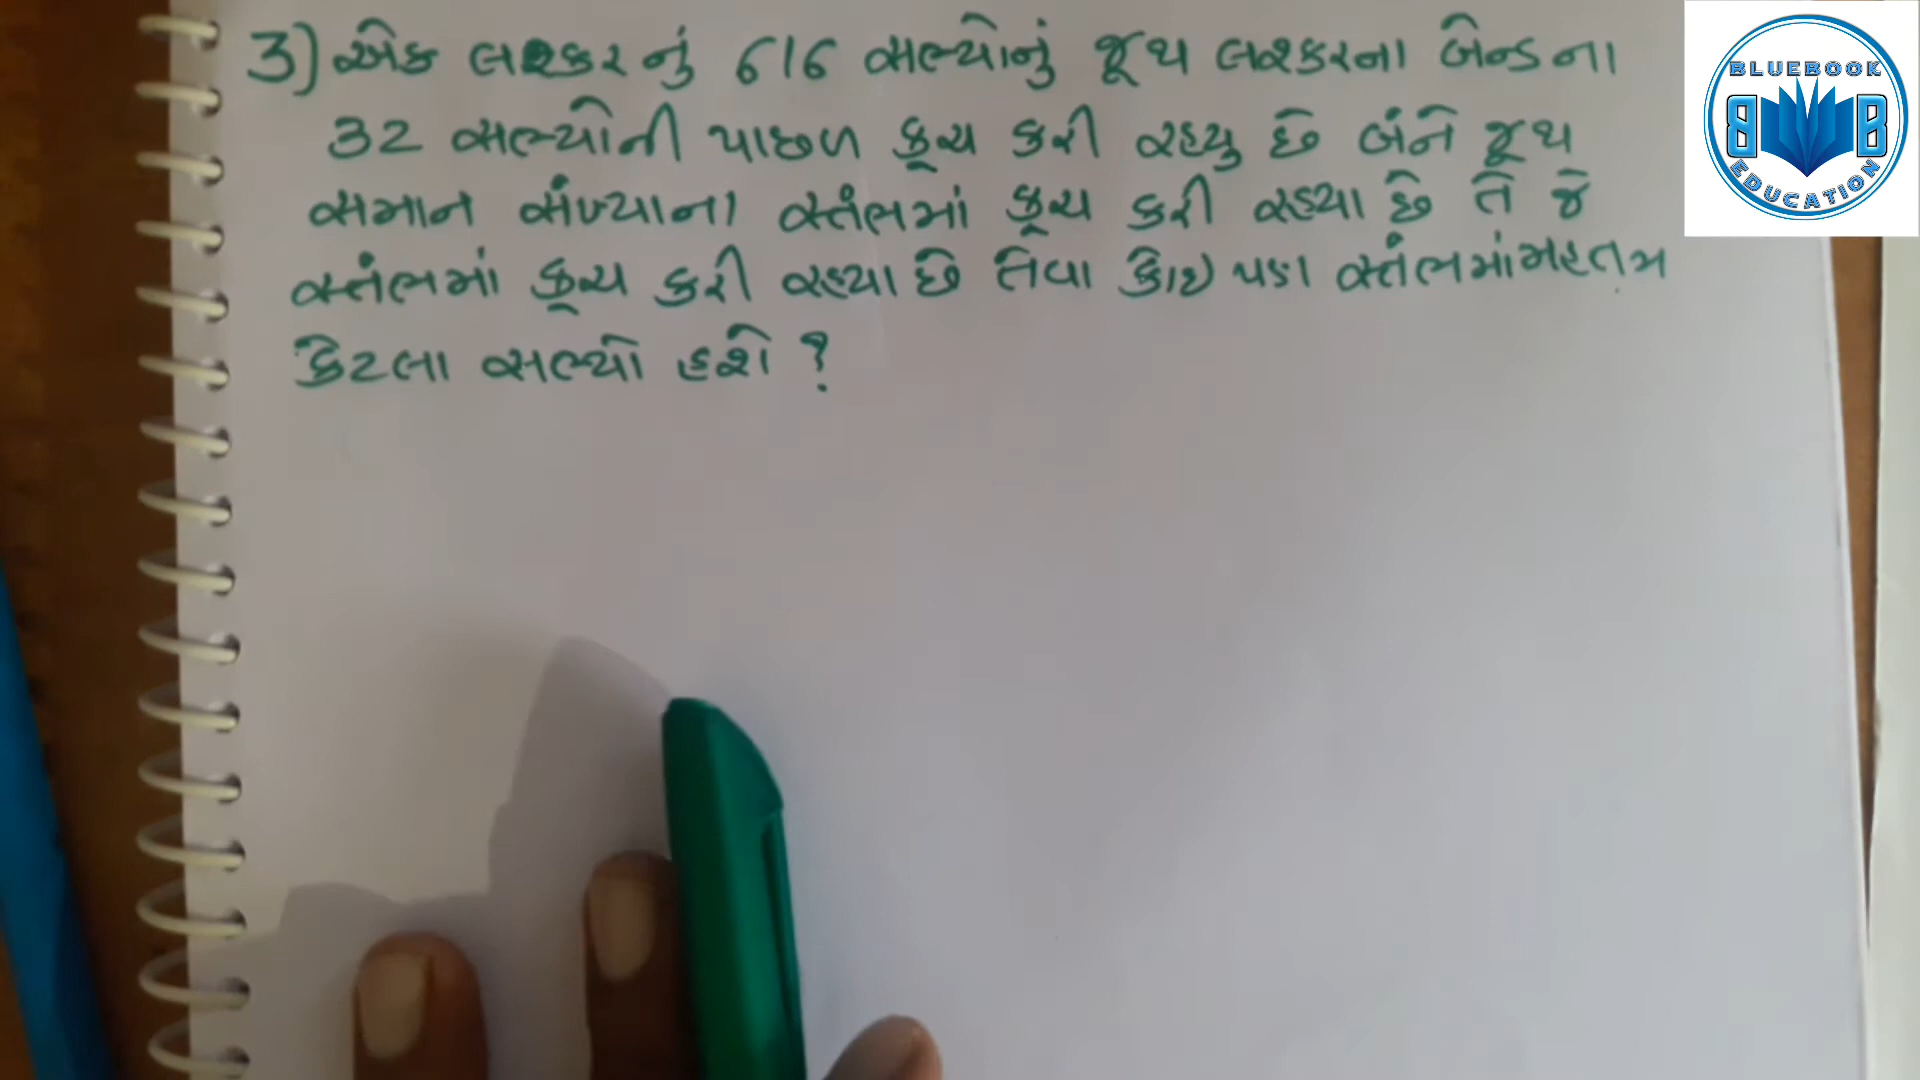 3) એક લશ્કરનું 616 સભ્યોનું જૂથ લશ્કરના બેન્ડના
32 સભ્યોની પાછળ કૂચ કરી રહ્યુ છે બંને જૂથ
સમાન સંખ્યાના સ્તંભમાં કૂચ કરી રહ્યા છે તે જે
સ્તંભમાં કૂચ કરી રહ્યા છે તેવા કોઇ પણ સ્તંભમાં મહત્તમ
કેટલા સભ્યો હશે ?
BLUEBOOK
B B
EDUCATION